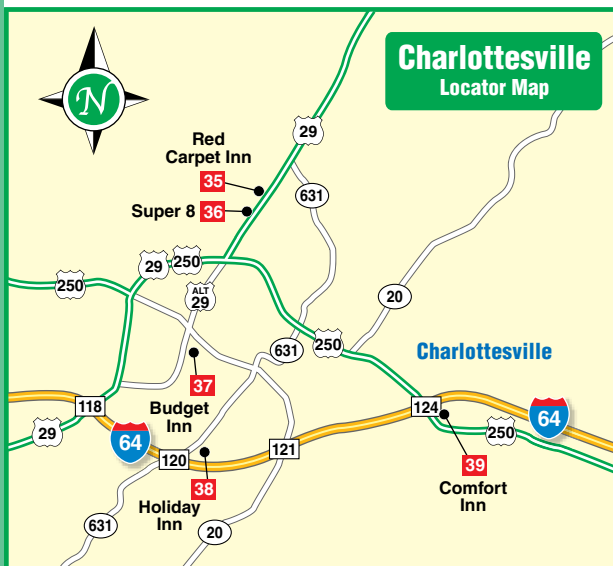 Charlottesville
Locator Map
N
29
Red
Carpet Inn
35
631
Super 8 36
29 250
250
ALT
29
20
631
250
Charlottesville
37
Budget
Inn
118
124
64
29
64
250
120
121
39
Comfort
Inn
38
Holiday
Inn
631
20